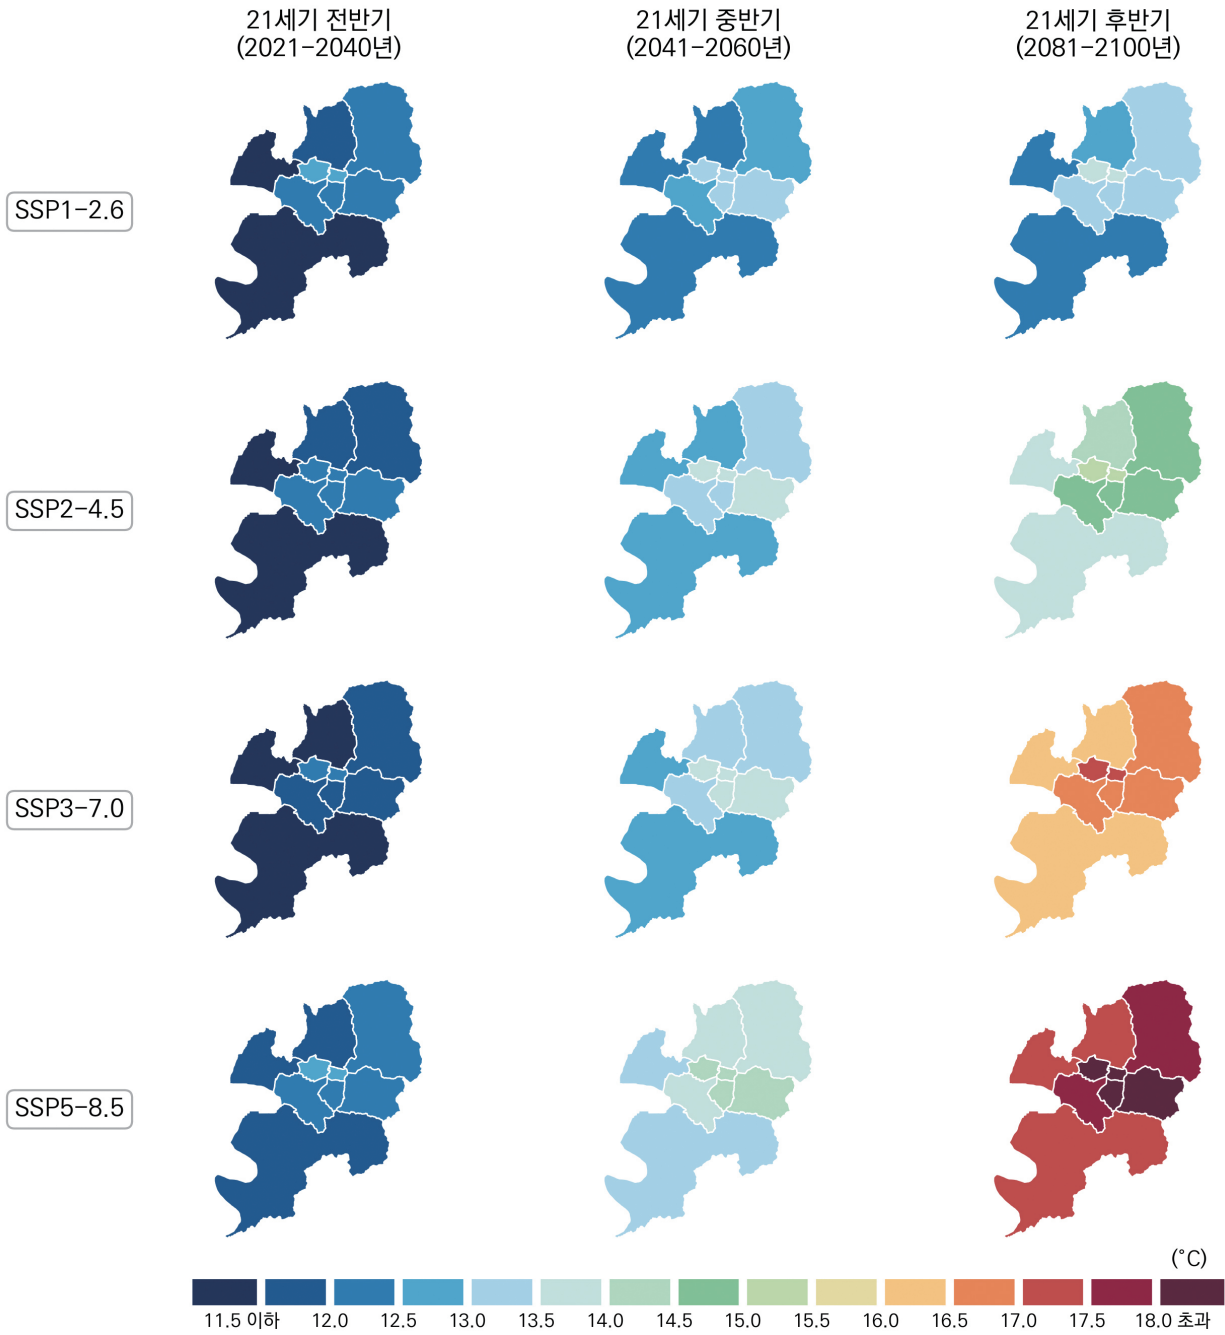 21세기 전반기
(2021-2040년)
21세기 중반기
(2041-2060년)
21세기 후반기
(2081-2100년)
SSP1-2.6
SSP2-4.5
SSP3-7.0
SSP5-8.5
(°C)
11.5 이하 12.0 12.5 13.0 13.5 14.0 14.5 15.0 15.5 16.0 16.5 17.0 17.5 18.0 초과